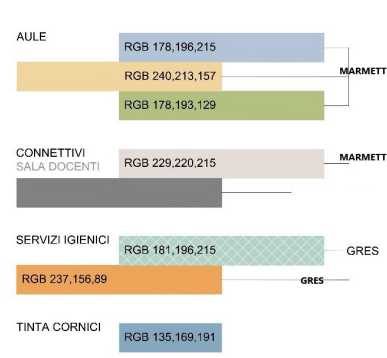 AULE
RGB 178,196,215
RGB 240,213,157
MARMETT
RGB 178,193,129
CONNETTIVI
SALA DOCENTI
RGB 229,220,215
MARMETT
SERVIZI IGIENICI
RGB 181,196,215
GRES
RGB 237,156,89
GRES
TINTA CORNICI
RGB 135,169,191